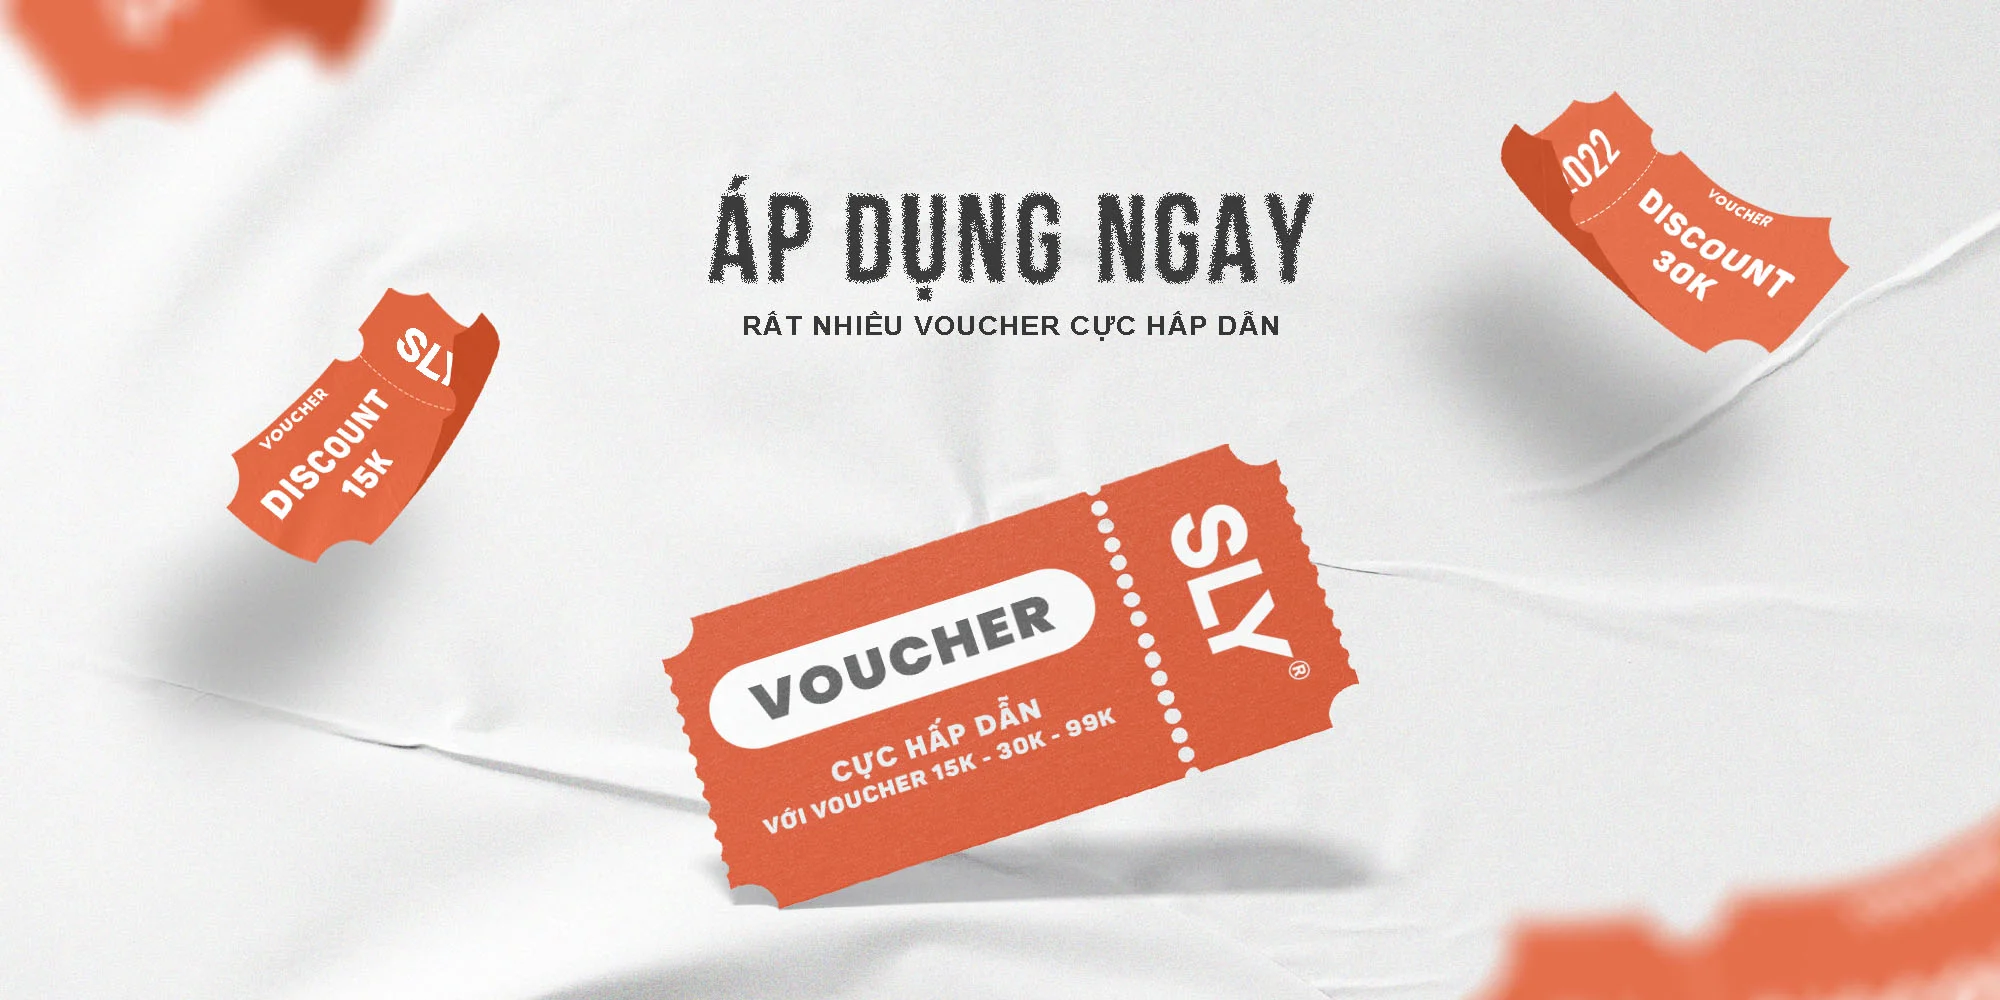 ÁP DỤNG NGAY
RẤT NHIỀU VOUCHER CỰC HẤP DẪN
VOUCHER
DISCOUNT
15K
SLY
2022
VOUCHER
DISCOUNT
30K
VOUCHER
CỰC HẤP DẪN
VỚI VOUCHER 15K - 30K - 99K
SLY®